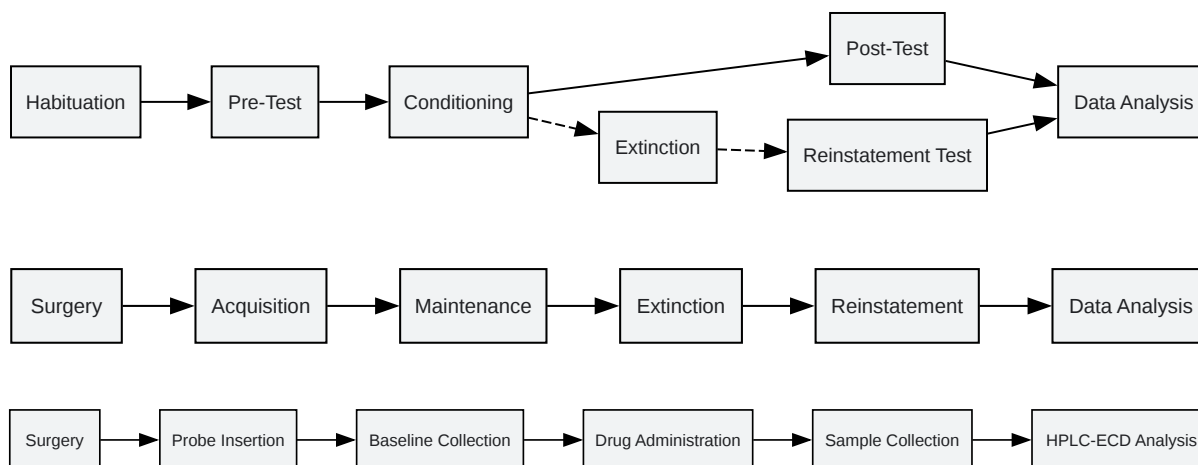 Habituation
Pre-Test
Conditioning
Post-Test
Extinction
Reinstatement Test
Data Analysis
Surgery
Acquisition
Maintenance
Extinction
Reinstatement
Data Analysis
Surgery
Probe Insertion
Baseline Collection
Drug Administration
Sample Collection
HPLC-ECD Analysis